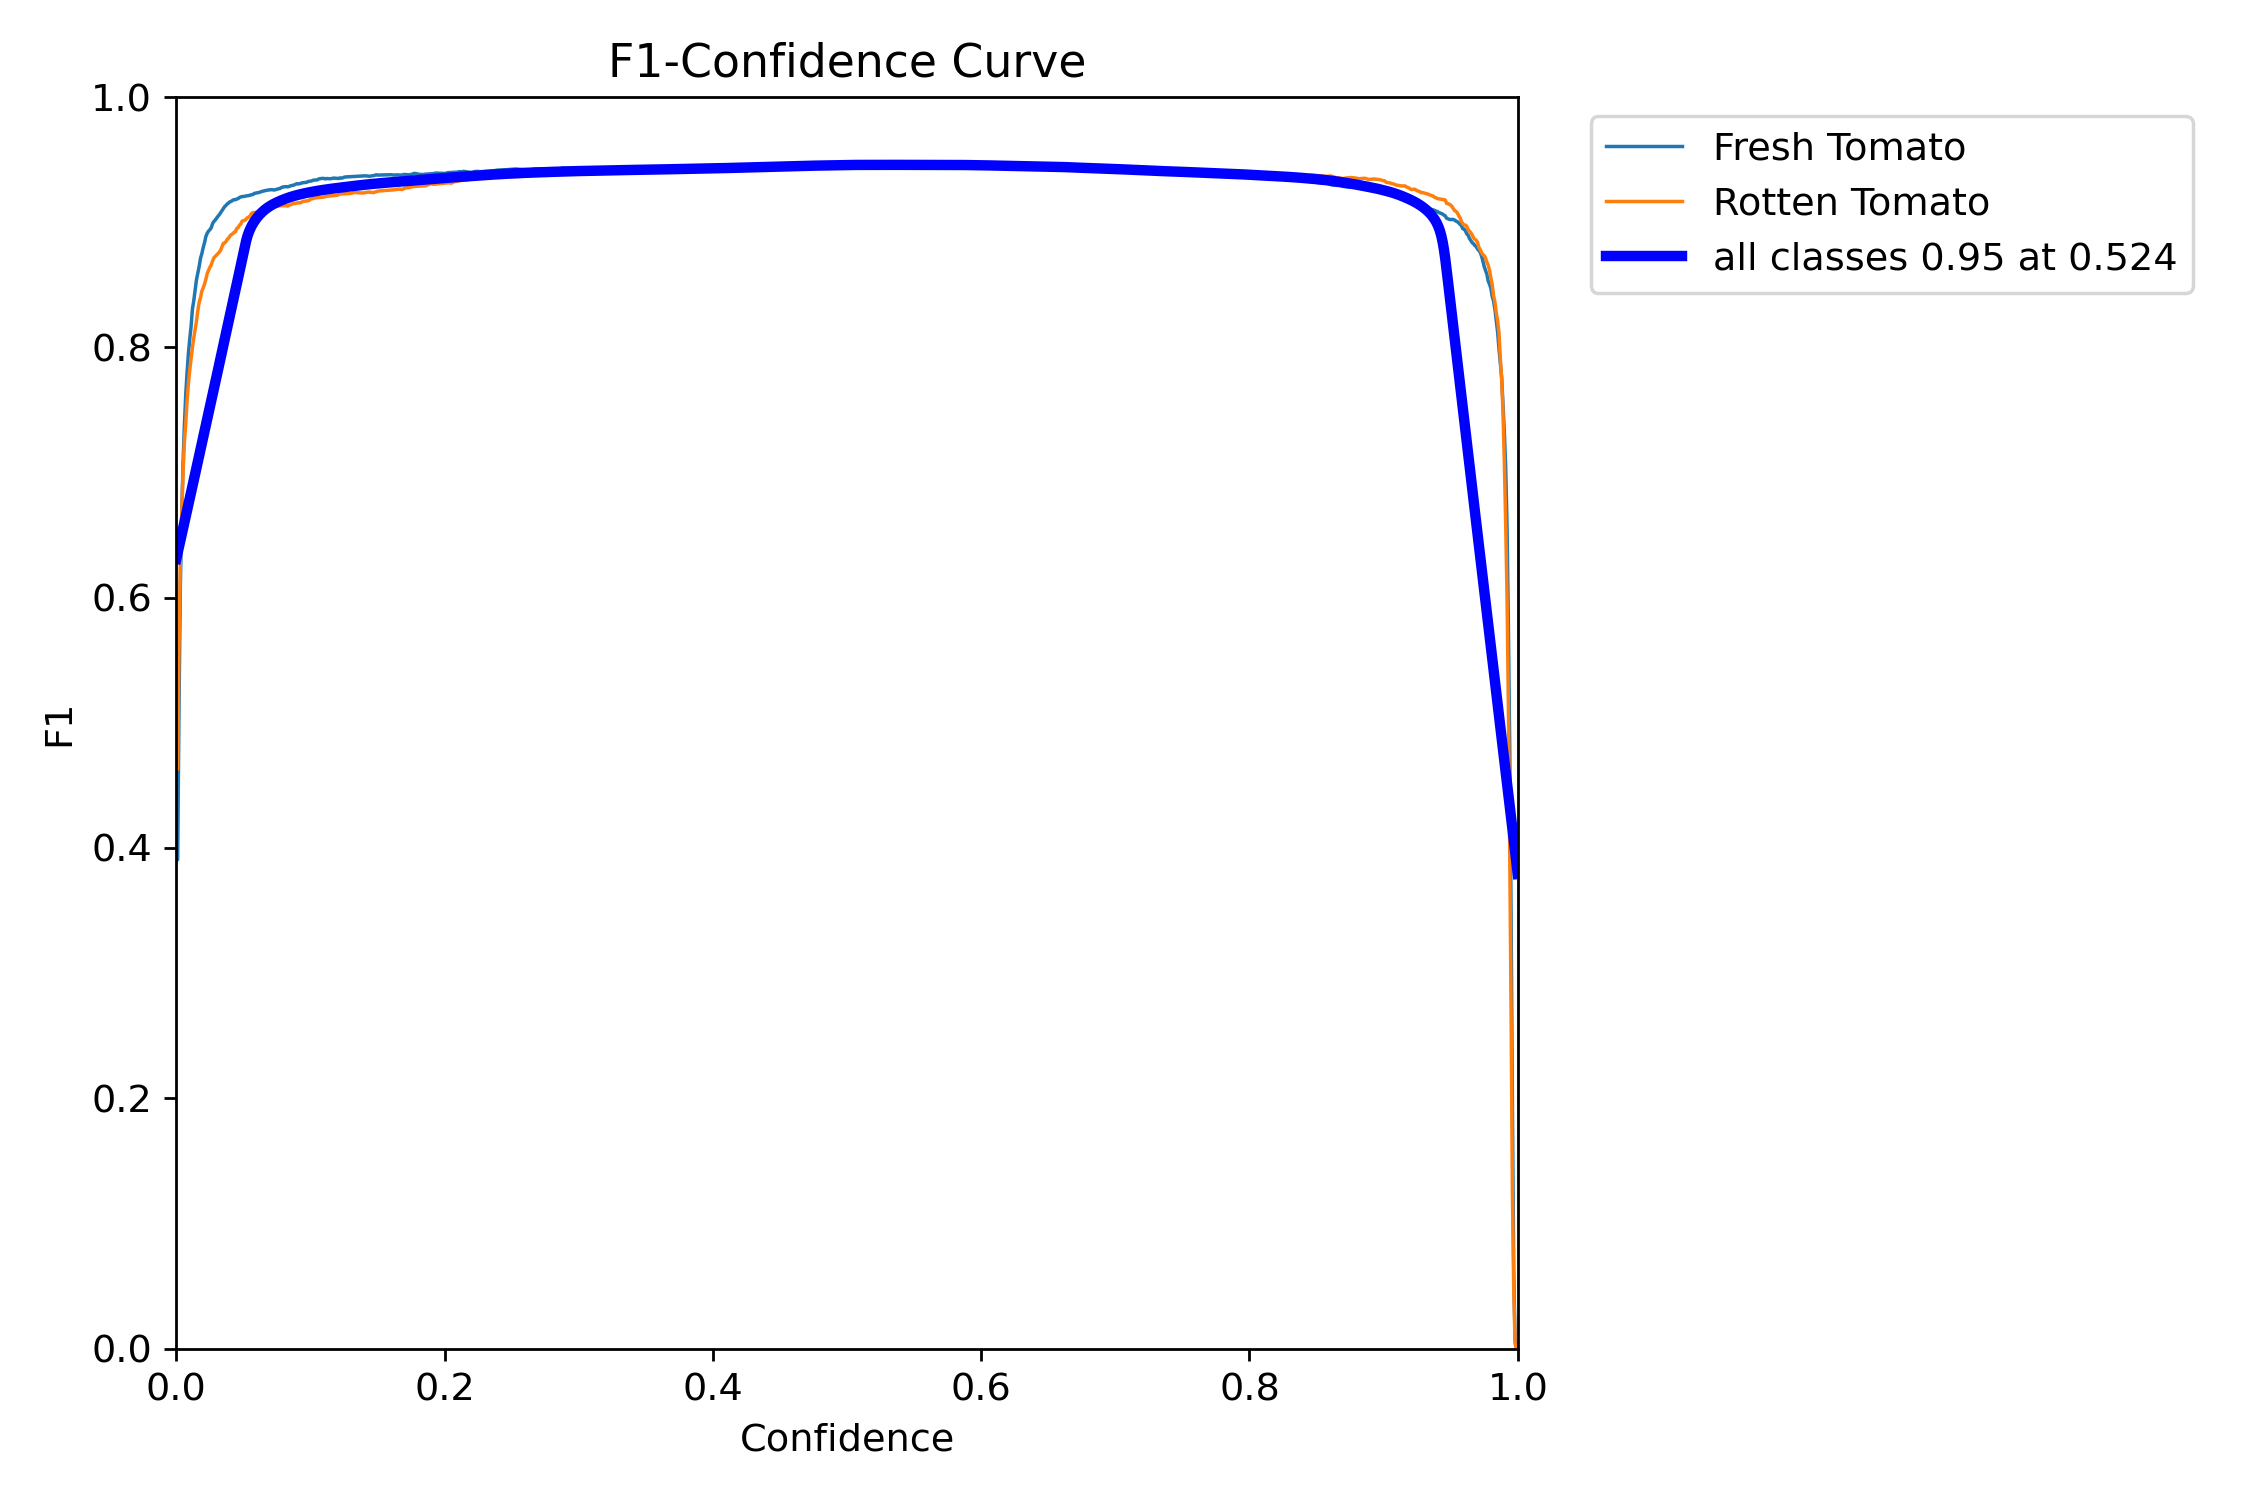 F1-Confidence Curve
1.0
0.8
0.6
0.4
0.2
0.0
F1
0.0 0.2 0.4 0.6 0.8 1.0
Confidence
Fresh Tomato
Rotten Tomato
all classes 0.95 at 0.524